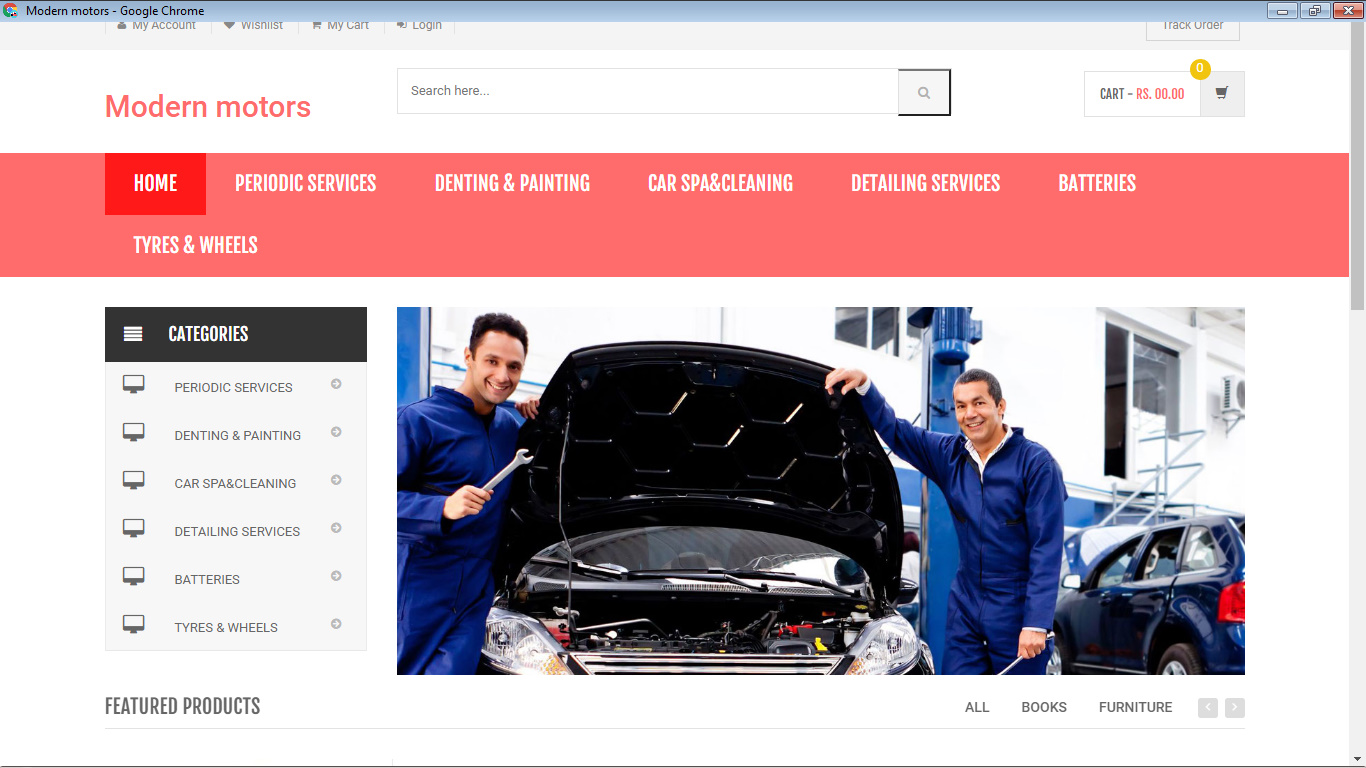 Modern motors - Google Chrome
My Account Wishlist My Cart Login Track Order
Search here...
0
Modern motors
CART - RS. 00.00
HOME PERIODIC SERVICES DENTING & PAINTING CAR SPA&CLEANING DETAILING SERVICES BATTERIES
TYRES & WHEELS
CATEGORIES
PERIODIC SERVICES
DENTING & PAINTING
CAR SPA&CLEANING
DETAILING SERVICES
BATTERIES
TYRES & WHEELS
FEATURED PRODUCTS ALL BOOKS FURNITURE